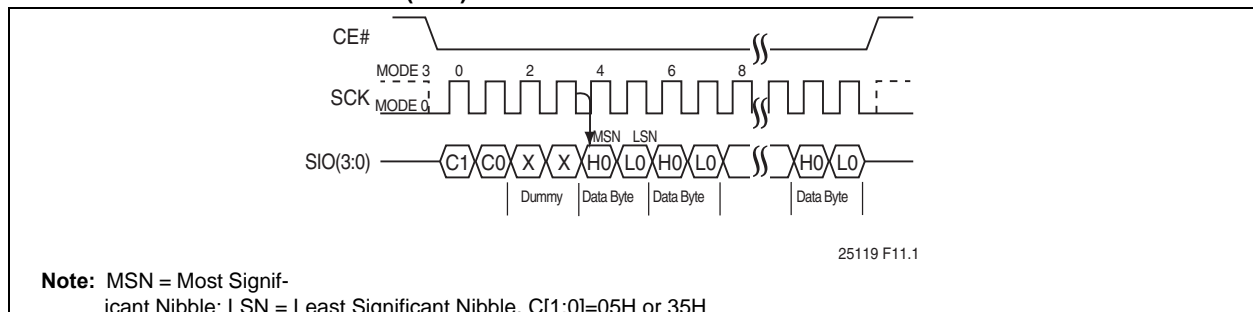 CE#
MODE 3 0 2 4 6 8
SCK
MODE 0
MSN LSN
SIO(3:0) C1 C0 X X H0 L0 H0 L0 H0 L0
Dummy Data Byte Data Byte Data Byte
25119 F11.1
Note: MSN = Most Signif-
icant Nibble; LSN = Least Significant Nibble, C[1:0]=05H or 35H